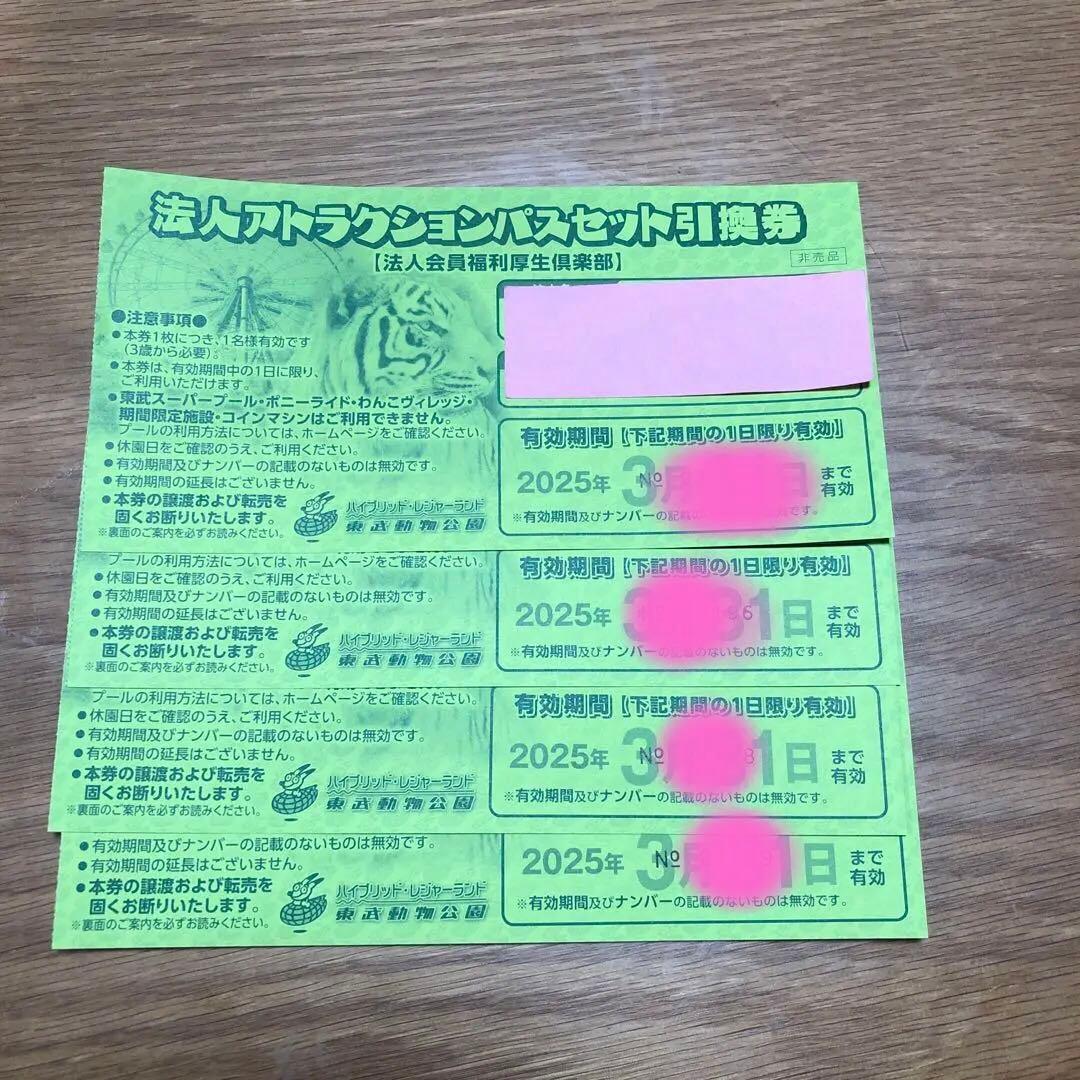 法人アトラクションパスセット引換券
【法人会員福利厚生倶楽部】
非売品
●注意事項●
●本券1枚につき、1名様有効です
(3歳から必要)。
●本券は、有効期間中の1日に限り、
ご利用いただけます。
●東武スーパープール・ポニーライド・わんこヴィレッジ・
期間限定施設・コインマシンはご利用できません。
プールの利用方法については、ホームページをご確認ください。
●休園日をご確認のうえ、ご利用ください。
●有効期間及びナンバーの記載のないものは無効です。
●有効期間の延長はございません。
●本券の譲渡および転売を
固くお断りいたします。
※裏面のご案内を必ずお読みください。
ハイブリッド・レジャーランド
東武動物公園
有効期間【下記期間の1日限り有効】
2025年 3月 日 まで有効
№
※有効期間及びナンバーの記載
プールの利用方法については、ホームページをご確認ください。
●休園日をご確認のうえ、ご利用ください。
●有効期間及びナンバーの記載のないものは無効です。
●有効期間の延長はございません。
●本券の譲渡および転売を
固くお断りいたします。
※裏面のご案内を必ずお読みください。
ハイブリッド・レジャーランド
東武動物公園
有効期間【下記期間の1日限り有効】
2025年 31日 まで有効
※有効期間及びナンバーの記載のないものは無効です。
プールの利用方法については、ホームページをご確認ください。
●休園日をご確認のうえ、ご利用ください。
●有効期間及びナンバーの記載のないものは無効です。
●有効期間の延長はございません。
●本券の譲渡および転売を
固くお断りいたします。
※裏面のご案内を必ずお読みください。
ハイブリッド・レジャーランド
東武動物公園
有効期間【下記期間の1日限り有効】
2025年 3 1日 まで有効
№
※有効期間及びナンバーの記載のないものは無効です。
●有効期間及びナンバーの記載のないものは無効です。
●有効期間の延長はございません。
●本券の譲渡および転売を
固くお断りいたします。
※裏面のご案内を必ずお読みください。
ハイブリッド・レジャーランド
東武動物公園
2025年 3月 1日 まで有効
№
※有効期間及びナンバーの記載のないものは無効です。